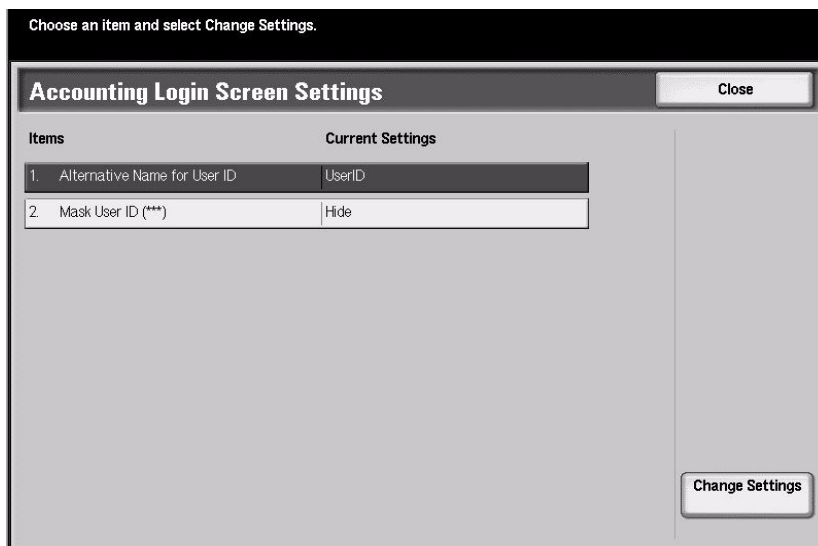 Choose an item and select Change Settings.
Accounting Login Screen Settings
Close
Items Current Settings
1. Alternative Name for User ID UserID
2. Mask User ID (***) Hide
Change Settings